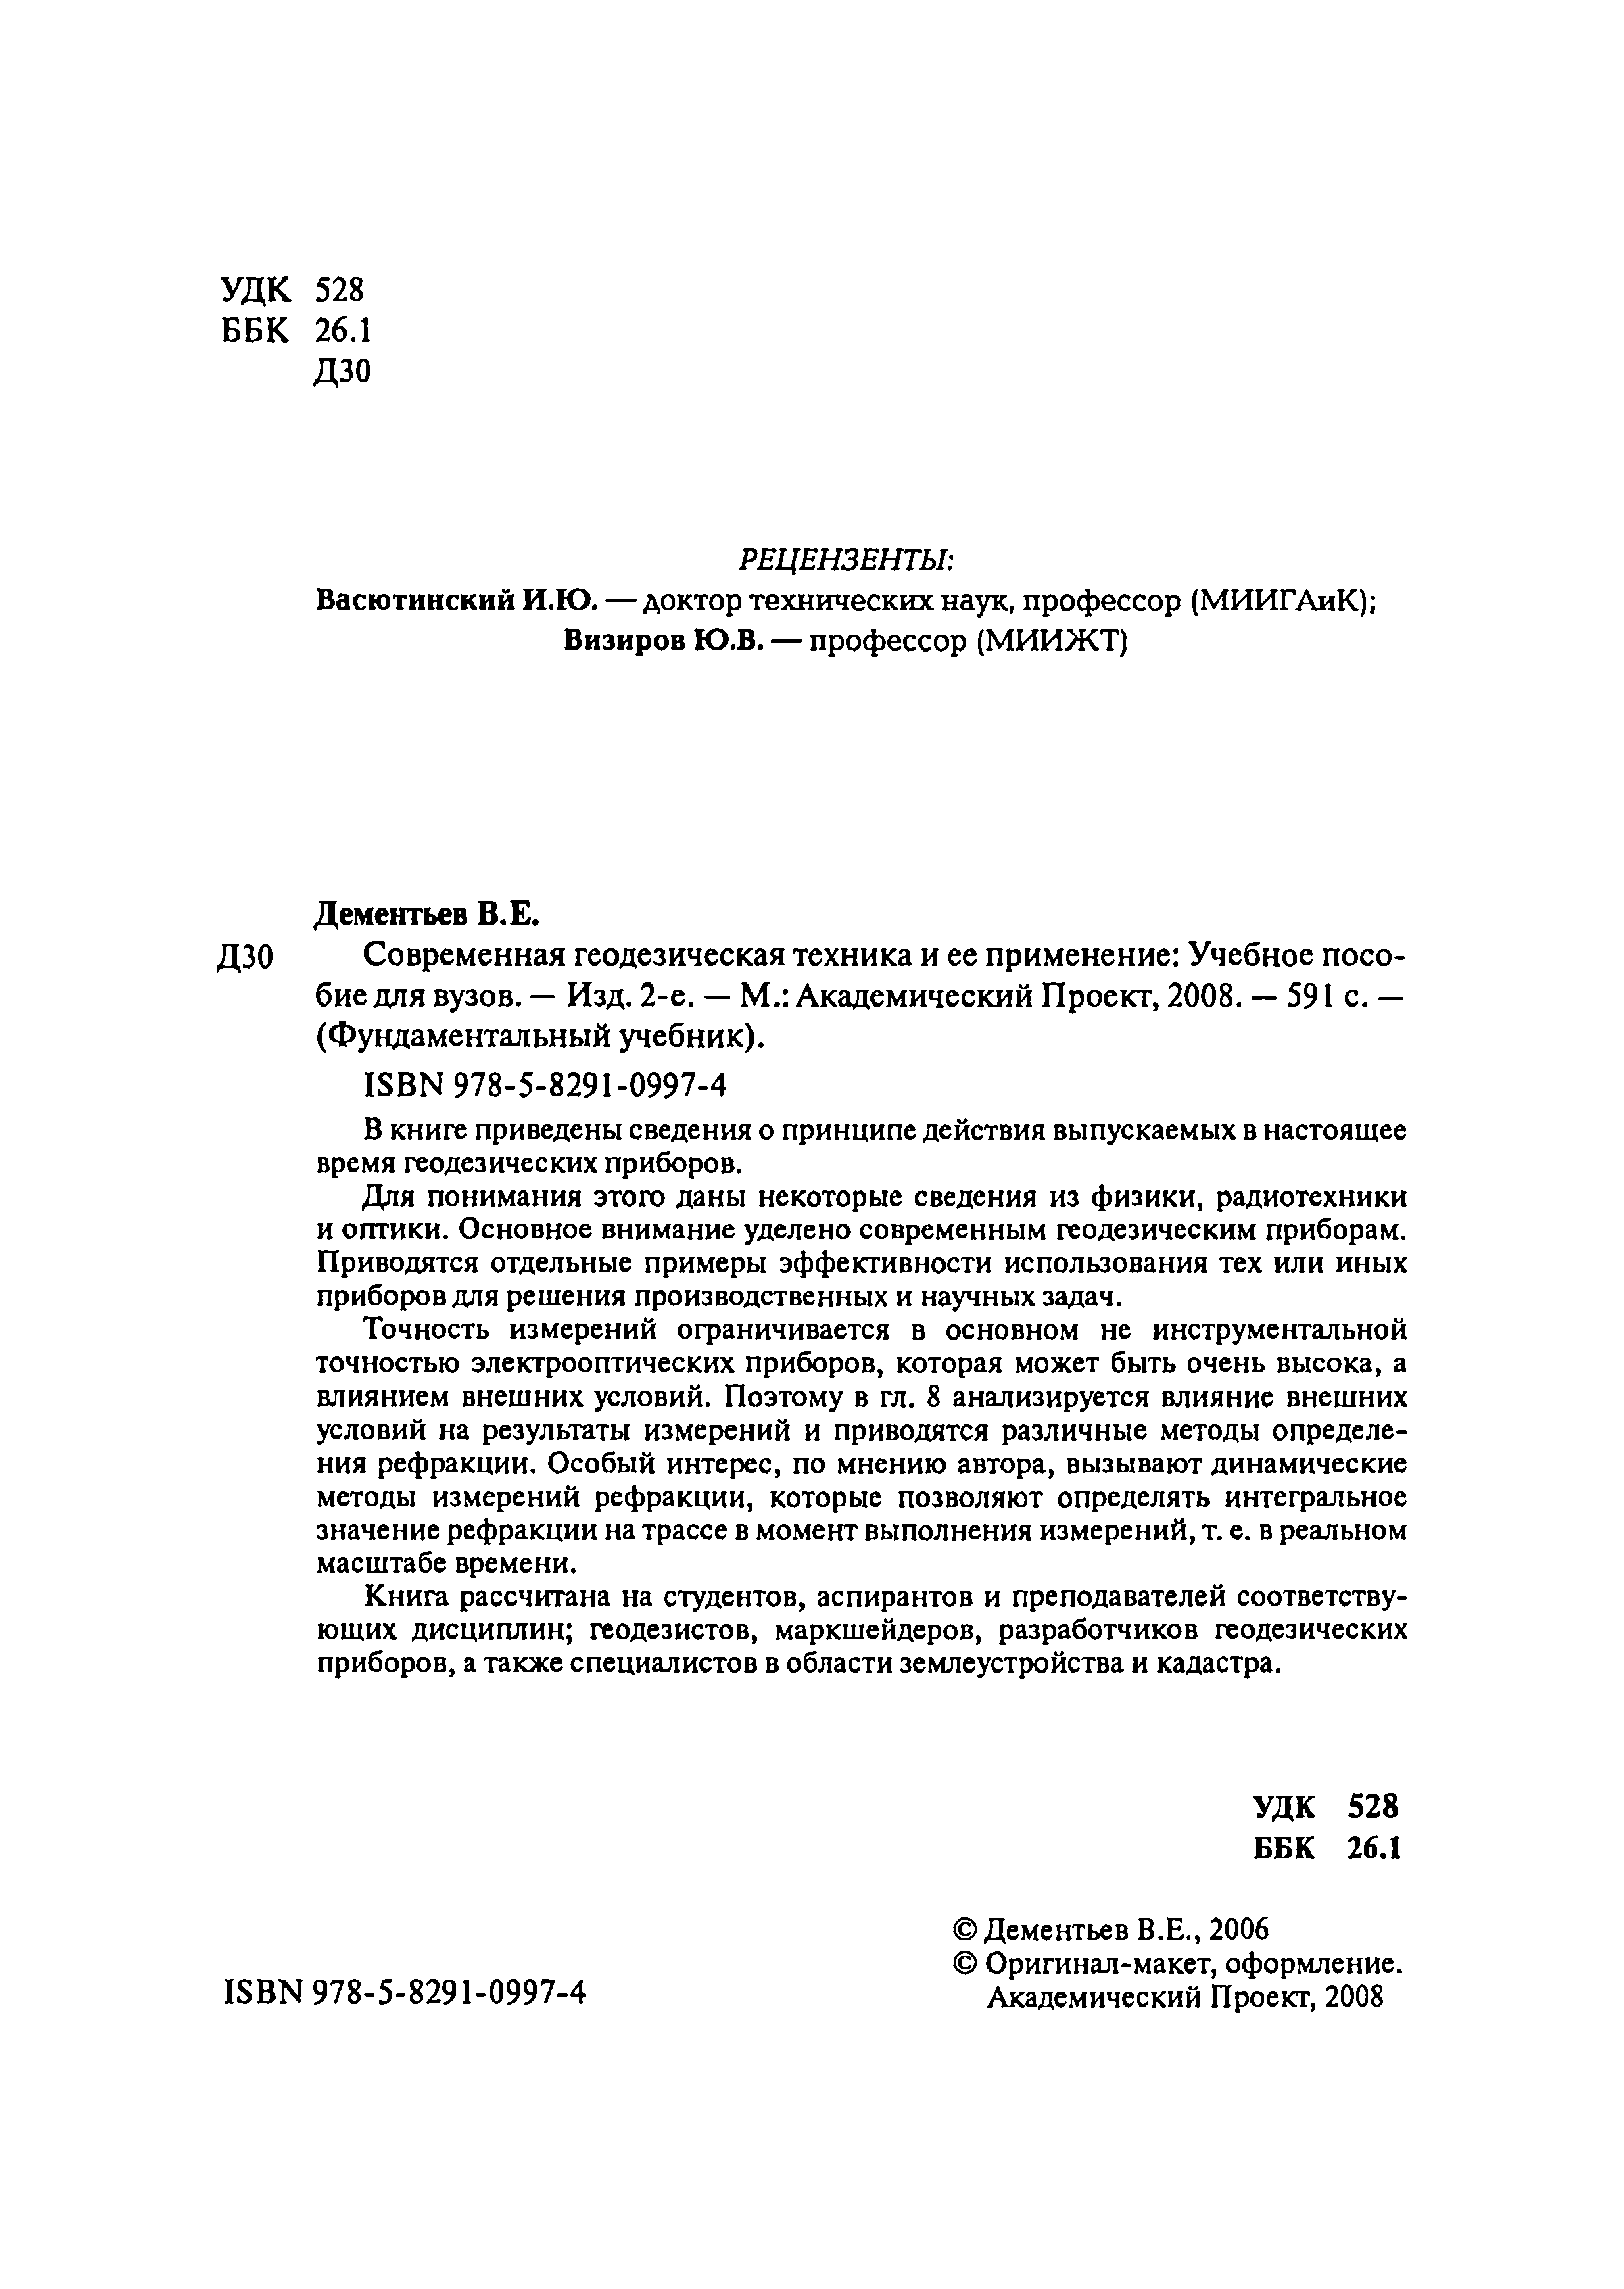 УДК 528
ББК 26.1
Д30
РЕЦЕНЗЕНТЫ:
Васютинский И.Ю. — доктор технических наук, профессор (МИИГАиК);
Визиров Ю.В. — профессор (МИИЖТ)
Дементьев В.Е.
Д30 Современная геодезическая техника и ее применение: Учебное посо-
бие для вузов. — Изд. 2-е. — М.: Академический Проект, 2008. — 591 с. —
(Фундаментальный учебник).
ISBN 978-5-8291-0997-4
В книге приведены сведения о принципе действия выпускаемых в настоящее
время геодезических приборов.
Для понимания этого даны некоторые сведения из физики, радиотехники
и оптики. Основное внимание уделено современным геодезическим приборам.
Приводятся отдельные примеры эффективности использования тех или иных
приборов для решения производственных и научных задач.
Точность измерений ограничивается в основном не инструментальной
точностью электрооптических приборов, которая может быть очень высока, а
влиянием внешних условий. Поэтому в гл. 8 анализируется влияние внешних
условий на результаты измерений и приводятся различные методы определе-
ния рефракции. Особый интерес, по мнению автора, вызывают динамические
методы измерений рефракции, которые позволяют определять интегральное
значение рефракции на трассе в момент выполнения измерений, т. е. в реальном
масштабе времени.
Книга рассчитана на студентов, аспирантов и преподавателей соответству-
ющих дисциплин; геодезистов, маркшейдеров, разработчиков геодезических
приборов, а также специалистов в области землеустройства и кадастра.
УДК 528
ББК 26.1
© Дементьев В.Е., 2006
© Оригинал-макет, оформление.
Академический Проект, 2008
ISBN 978-5-8291-0997-4